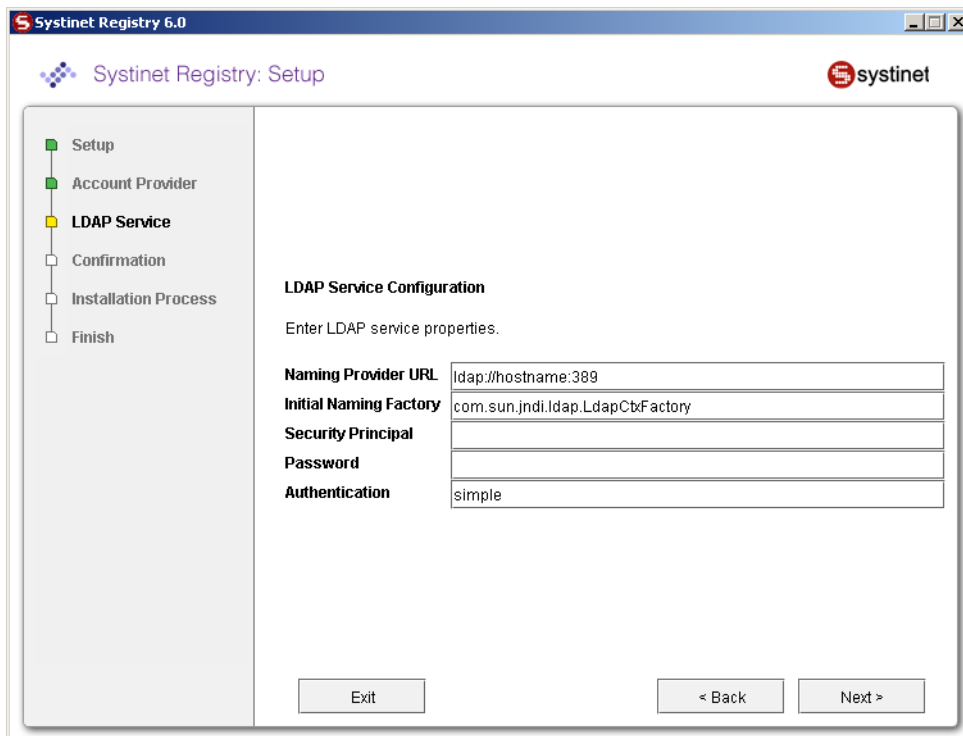 Systinet Registry 6.0
Systinet Registry: Setup
systinet
Setup
Account Provider
LDAP Service
Confirmation
Installation Process
Finish
LDAP Service Configuration
Enter LDAP service properties.
Naming Provider URL ldap://hostname:389
Initial Naming Factory com.sun.jndi.ldap.LdapCtxFactory
Security Principal
Password
Authentication simple
Exit < Back Next >